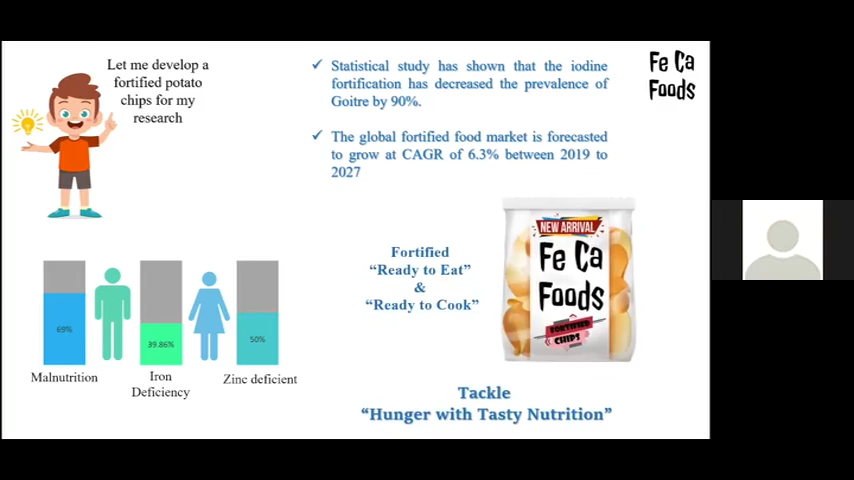 Let me develop a
fortified potato
chips for my
research
✓ Statistical study has shown that the iodine
fortification has decreased the prevalence of
Goitre by 90%.
✓ The global fortified food market is forecasted
to grow at CAGR of 6.3% between 2019 to
2027
Fe Ca
Foods
Fortified
“Ready to Eat”
&
“Ready to Cook”
NEW ARRIVAL
Fe Ca
Foods
FORTIFIED
CHIPS
69%
39.86%
50%
Malnutrition
Iron
Deficiency
Zinc deficient
Tackle
“Hunger with Tasty Nutrition”